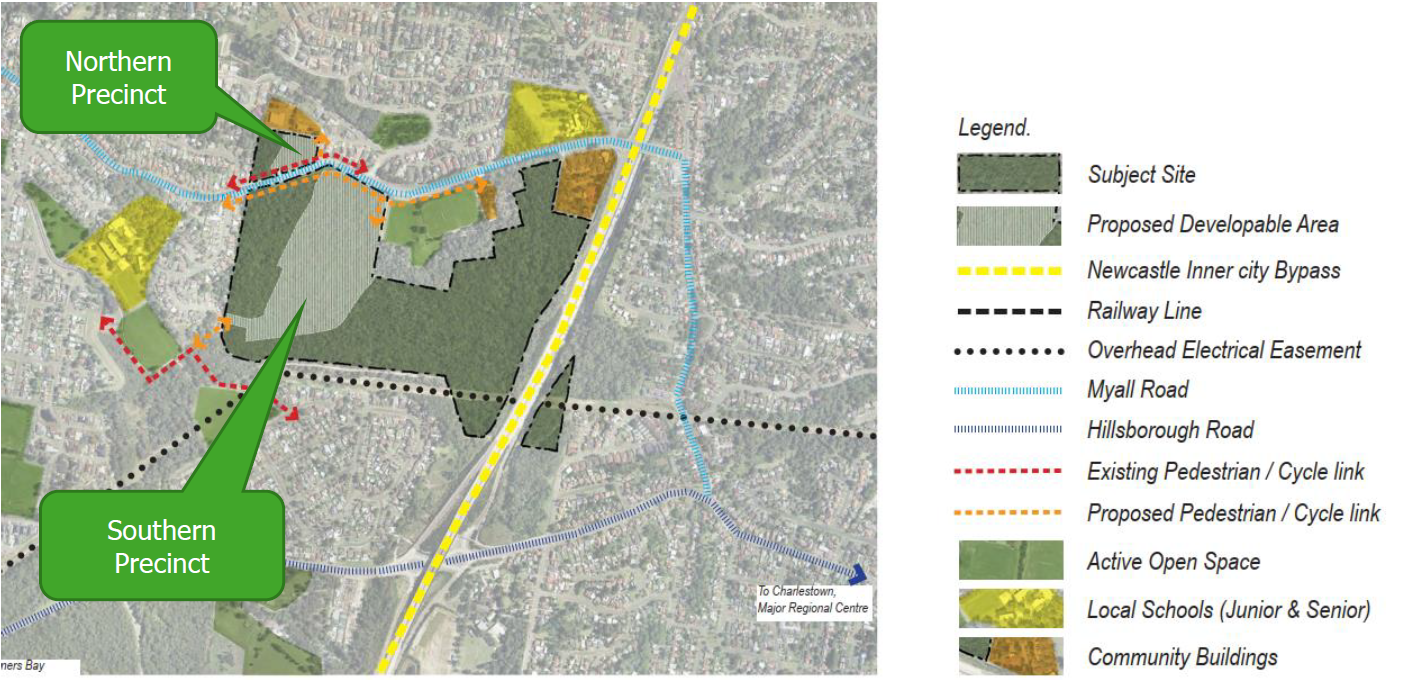 Northern
Precinct
Southern
Precinct
To Charlestown,
Major Regional Centre
ners Bay
Legend.
Subject Site
Proposed Developable Area
Newcastle Inner city Bypass
Railway Line
Overhead Electrical Easement
Myall Road
Hillsborough Road
Existing Pedestrian / Cycle link
Proposed Pedestrian / Cycle link
Active Open Space
Local Schools (Junior & Senior)
Community Buildings